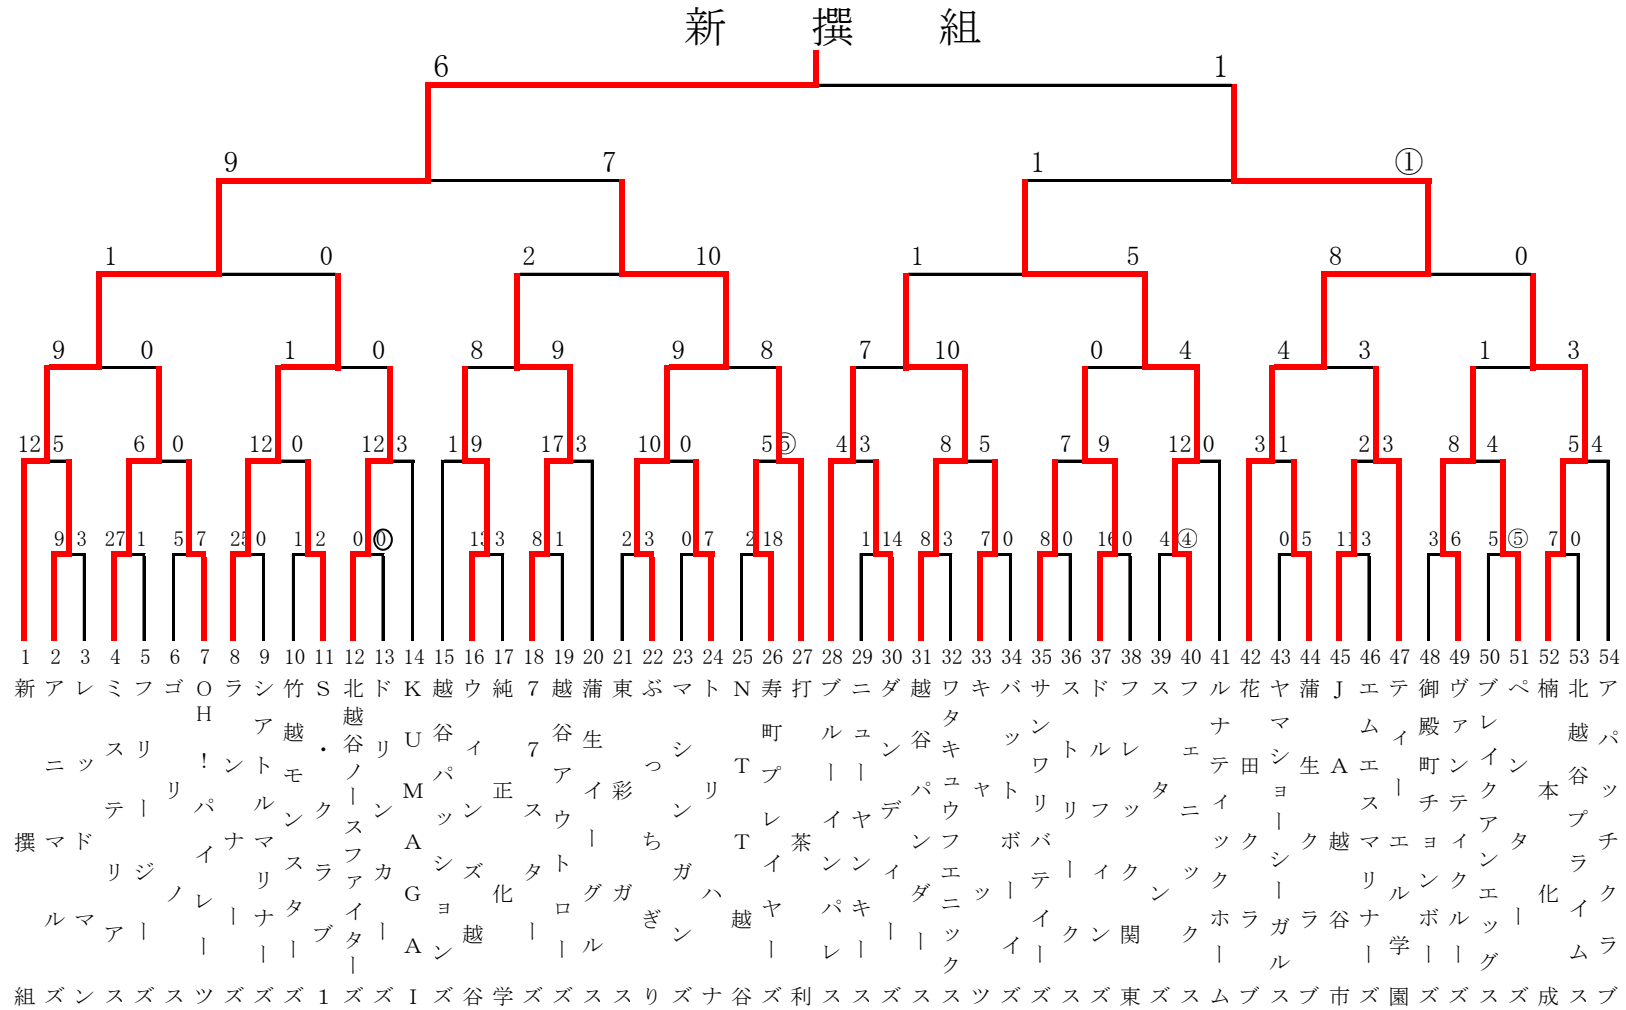 新撰組
6 1
9 7 1 ①
1 0 2 10 1 5 8 0
9 0 1 0 8 9 9 8 7 10 0 4 4 3 1 3
12 5 6 0 12 0 12 3 1 9 17 3 10 0 5 ⑤ 4 3 8 5 7 9 12 0 3 1 2 3 8 4 5 4
9 3 27 1 5 7 25 0 1 2 0 ⓪ 13 3 8 1 2 3 0 7 2 18 1 14 8 3 7 0 8 0 16 0 4 ④ 0 5 11 3 3 6 5 ⑤ 7 0
1 新撰組
2 アニマルズ
3 レッドマン
4 ミステリアス
5 フリージーズ
6 ゴリノス
7 OH!パイレーツ
8 ランナーズ
9 シアトルマリナーズ
10 竹越モンスターズ
11 S・クラブ1
12 北越谷ノースファイターズ
13 ドリンカーズ
14 KUMAGAI
15 越谷パッションズ
16 ウィンズ越谷
17 純正化学
18 77スターズ
19 越谷アウトローズ
20 蒲生イーグルス
21 東彩ガス
22 ぶっちぎり
23 マシンガンズ
24 トリハナ
25 NTT越谷
26 寿町プレイヤーズ
27 打茶利
28 ブルーインパレス
29 ニューヤンキース
30 ダンディーズ
31 越谷パンダース
32 ワタキュウフエニックス
33 キャッツ
34 バットボーイズ
35 サンワリバテイーズ
36 ストリークス
37 ドルフィンズ
38 フレック関東
39 スタンズ
40 フェニックス
41 ルナティックホーム
42 花田クラブ
43 ヤマショーシーガルス
44 蒲生クラブ
45 JA越谷市
46 エムエスマリナーズ
47 ティーエル学園
48 御殿町チョンボーズ
49 ヴァンティクルーズ
50 ブレイクアンエッグス
51 ペンターズ
52 楠本化成
53 北越谷プライムス
54 アパッチクラブ